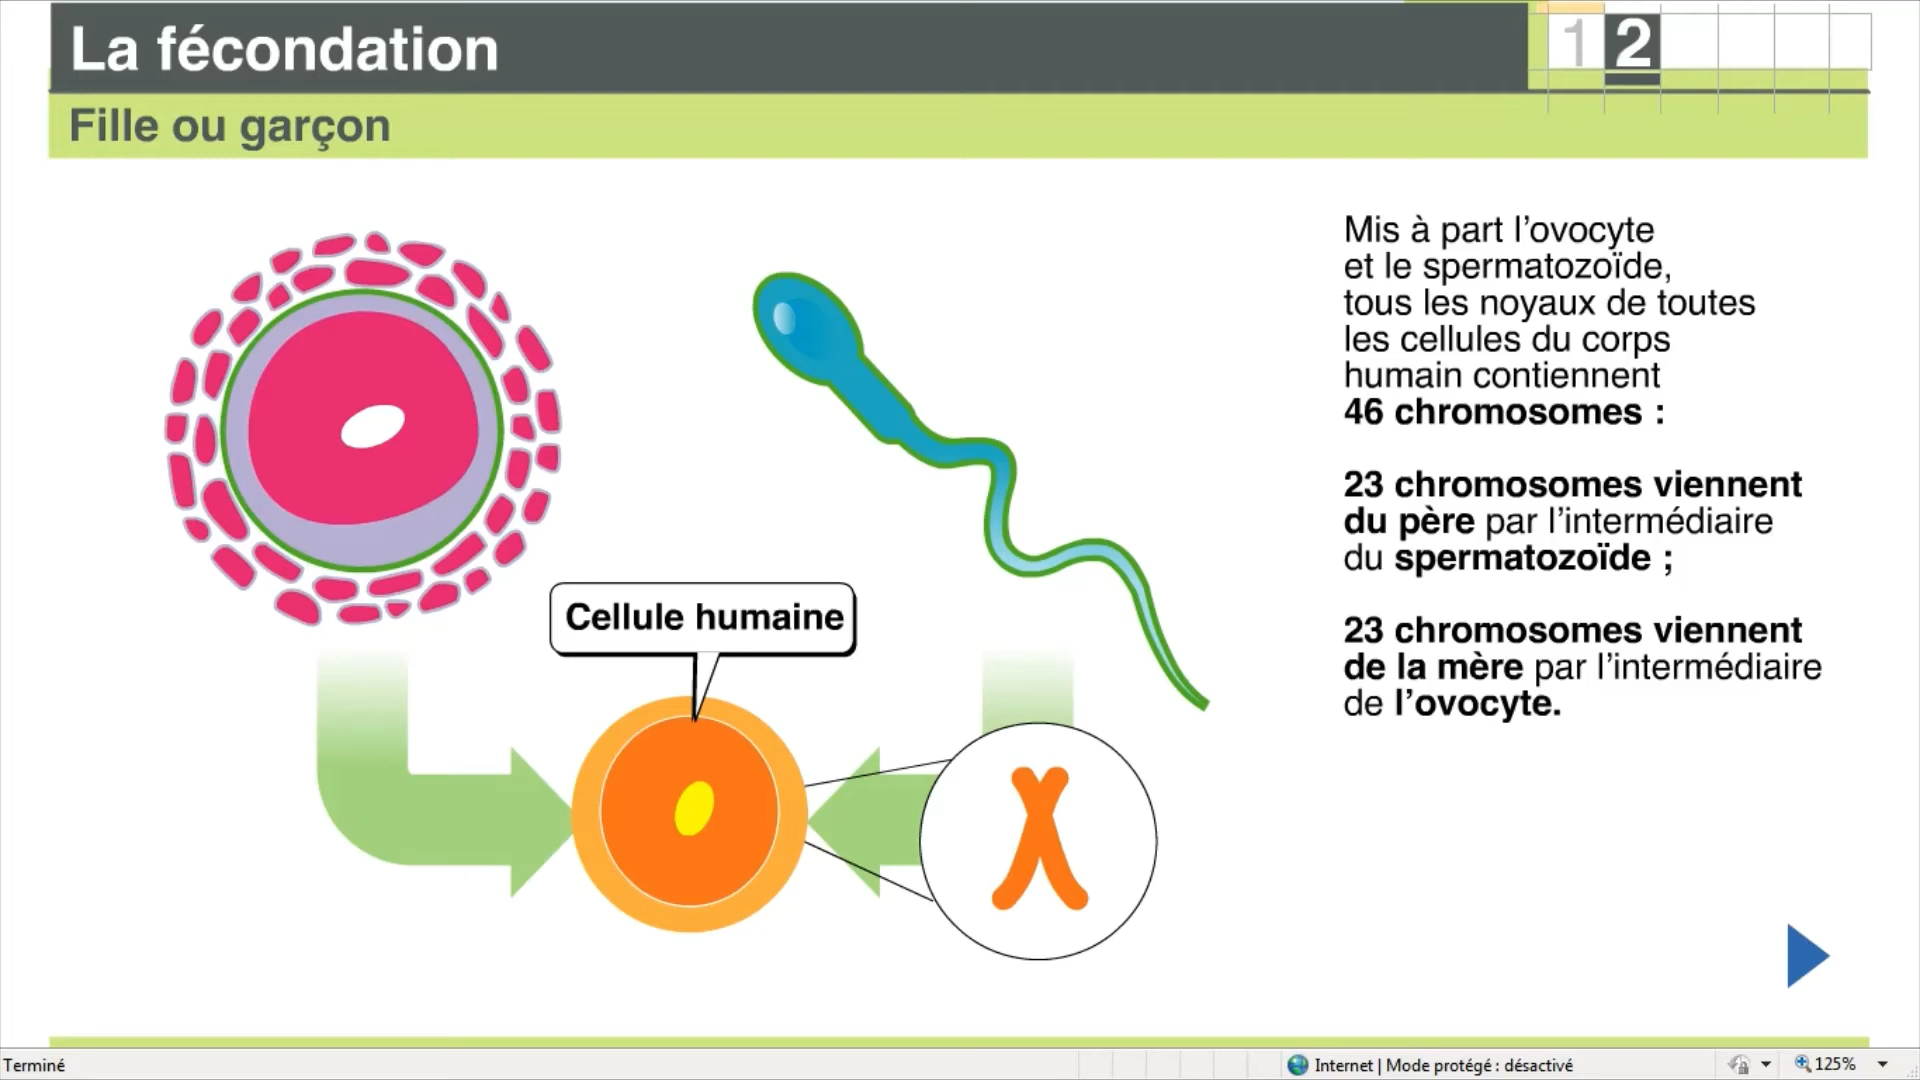 La fécondation
1 2
Fille ou garçon
Mis à part l’ovocyte
et le spermatozoïde,
tous les noyaux de toutes
les cellules du corps
humain contiennent
46 chromosomes :
23 chromosomes viennent
du père par l’intermédiaire
du spermatozoïde ;
23 chromosomes viennent
de la mère par l’intermédiaire
de l’ovocyte.
Cellule humaine
Terminé
Internet | Mode protégé : désactivé
125%